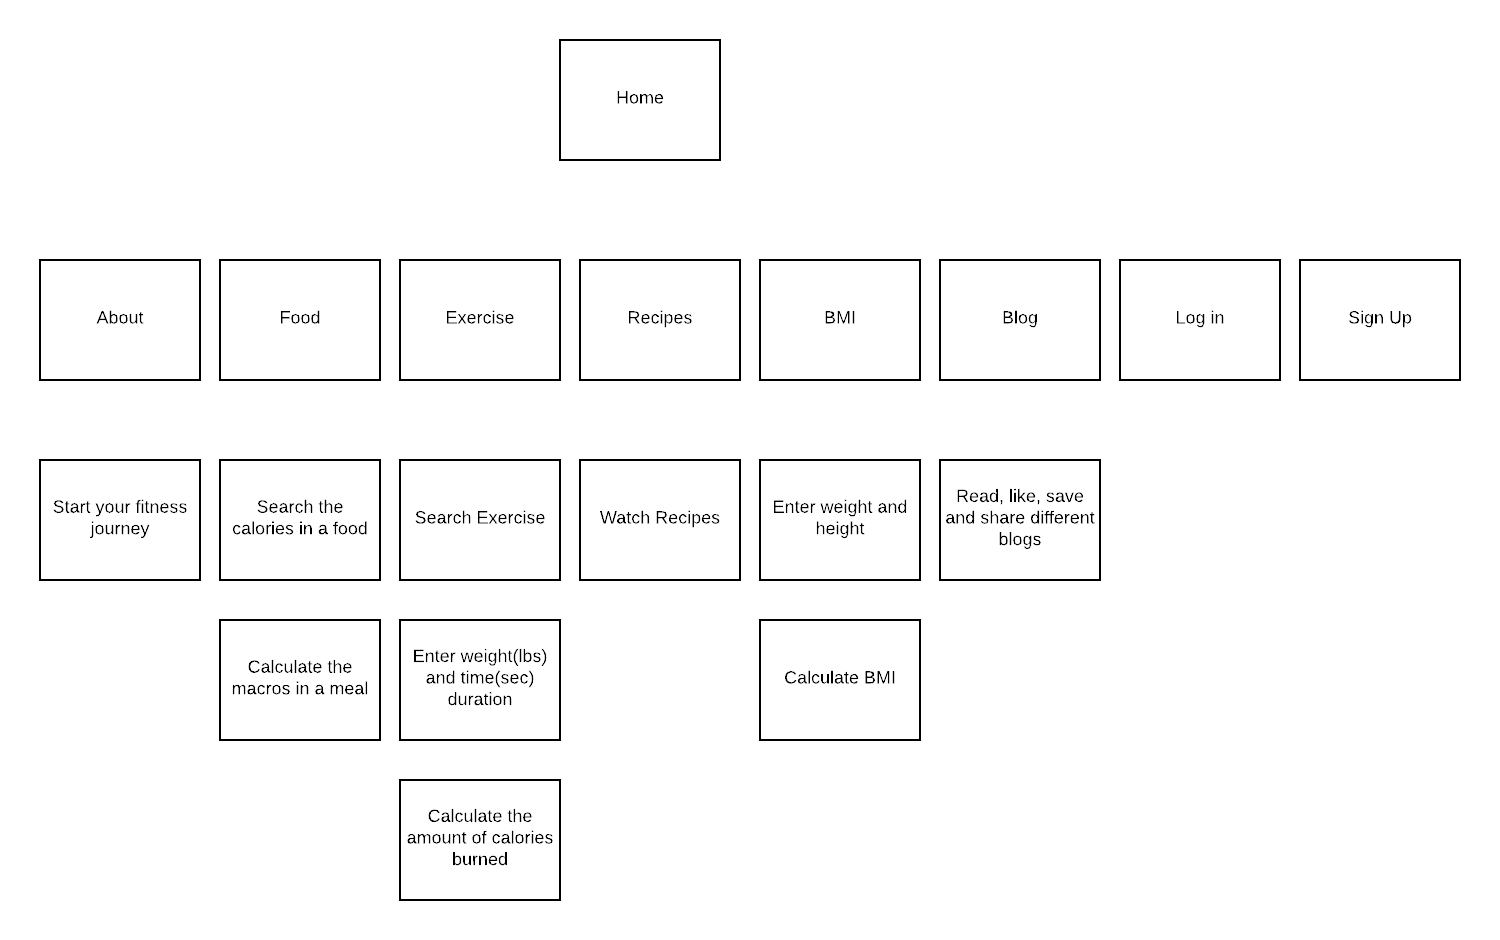 Home
About
Food
Exercise
Recipes
BMI
Blog
Log in
Sign Up
Start your fitness
journey
Search the
calories in a food
Search Exercise
Watch Recipes
Enter weight and
height
Read, like, save
and share different
blogs
Calculate the
macros in a meal
Enter weight(lbs)
and time(sec)
duration
Calculate BMI
Calculate the
amount of calories
burned